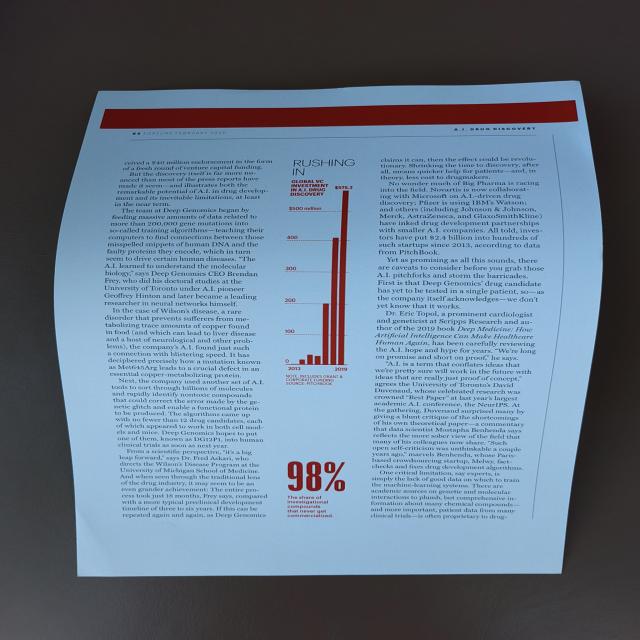 64 FORTUNE FEBRUARY 2020
A.I. DRUG DISCOVERY
ceived a $40 million endorsement in the form
of a fresh round of venture capital funding.
But the discovery itself is far more nu-
anced than most of the press reports have
made it seem—and illustrates both the
remarkable potential of A.I. in drug develop-
ment and its inevitable limitations, at least
in the near term.
The team at Deep Genomics began by
feeding massive amounts of data related to
more than 200,000 gene mutations into
so-called training algorithms—teaching their
computers to find connections between those
misspelled snippets of human DNA and the
faulty proteins they encode, which in turn
seem to drive certain human diseases. "The
A.I. learned to understand the molecular
biology," says Deep Genomics CEO Brendan
Frey, who did his doctoral studies at the
University of Toronto under A.I. pioneer
Geoffrey Hinton and later became a leading
researcher in neural networks himself.
In the case of Wilson's disease, a rare
disorder that prevents sufferers from me-
tabolizing trace amounts of copper found
in food (and which can lead to liver disease
and a host of neurological and other prob-
lems), the company's A.I. found just such
a connection with blistering speed. It has
deciphered precisely how a mutation known
as Met645Arg leads to a crucial defect in an
essential copper-metabolizing protein.
Next, the company used another set of A.I.
tools to sort through billions of molecules
and rapidly identify nontoxic compounds
that could correct the error made by the ge-
netic glitch and enable a functional protein
to be produced. The algorithms came up
with no fewer than 12 drug candidates, each
of which appeared to work in both cell mod-
els and mice. Deep Genomics hopes to put
one of them, known as DG12P1, into human
clinical trials as soon as next year.
From a scientific perspective, "it's a big
leap forward," says Dr. Fred Askari, who
directs the Wilson's Disease Program at the
University of Michigan School of Medicine.
And when seen through the traditional lens
of the drug industry, it may seem to be an
even grander achievement: The entire pro-
cess took just 18 months, Frey says, compared
with a more typical preclinical development
timeline of three to six years. If this can be
repeated again and again, as Deep Genomics
RUSHING
IN
GLOBAL VC
INVESTMENT
IN A.I. DRUG
DISCOVERY
$575.2
$500 million
400
300
200
100
0
2013 2019
NOTE: INCLUDES GRANT &
CORPORATE FUNDING
SOURCE: PITCHBOOK
98%
The share of
investigational
compounds
that never get
commercialized.
claims it can, then the effect could be revolu-
tionary. Shrinking the time to discovery, after
all, means quicker help for patients—and, in
theory, less cost to drugmakers.
No wonder much of Big Pharma is racing
into the field. Novartis is now collaborat-
ing with Microsoft on A.I.-driven drug
discovery. Pfizer is using IBM's Watson;
and others (including Johnson & Johnson,
Merck, AstraZeneca, and GlaxoSmithKline)
have inked drug development partnerships
with smaller A.I. companies. All told, inves-
tors have put $2.4 billion into hundreds of
such startups since 2013, according to data
from PitchBook.
Yet as promising as all this sounds, there
are caveats to consider before you grab those
A.I. pitchforks and storm the barricades.
First is that Deep Genomics' drug candidate
has yet to be tested in a single patient, so—as
the company itself acknowledges—we don't
yet know that it works.
Dr. Eric Topol, a prominent cardiologist
and geneticist at Scripps Research and au-
thor of the 2019 book Deep Medicine: How
Artificial Intelligence Can Make Healthcare
Human Again, has been carefully reviewing
the A.I. hope and hype for years. "We're long
on promise and short on proof," he says.
"A.I. is a term that conflates ideas that
we're pretty sure will work in the future with
ideas that are really just proof of concept,"
agrees the University of Toronto's David
Duvenaud, whose celebrated research was
crowned "Best Paper" at last year's largest
academic A.I. conference, the NeurIPS. At
the gathering, Duvenaud surprised many by
giving a blunt critique of the shortcomings
of his own theoretical paper—a commentary
that data scientist Mostapha Benhenda says
reflects the more sober view of the field that
many of his colleagues now share. "Such
open self-criticism was unthinkable a couple
years ago," marvels Benhenda, whose Paris-
based crowdsourcing startup, Melwy, fact-
checks and fixes drug development algorithms.
One critical limitation, say experts, is
simply the lack of good data on which to train
the machine-learning systems. There are
academic sources on genetic and molecular
interactions to plumb, but comprehensive in-
formation about many chemical compounds—
and more important, patient data from many
clinical trials—is often proprietary to drug-